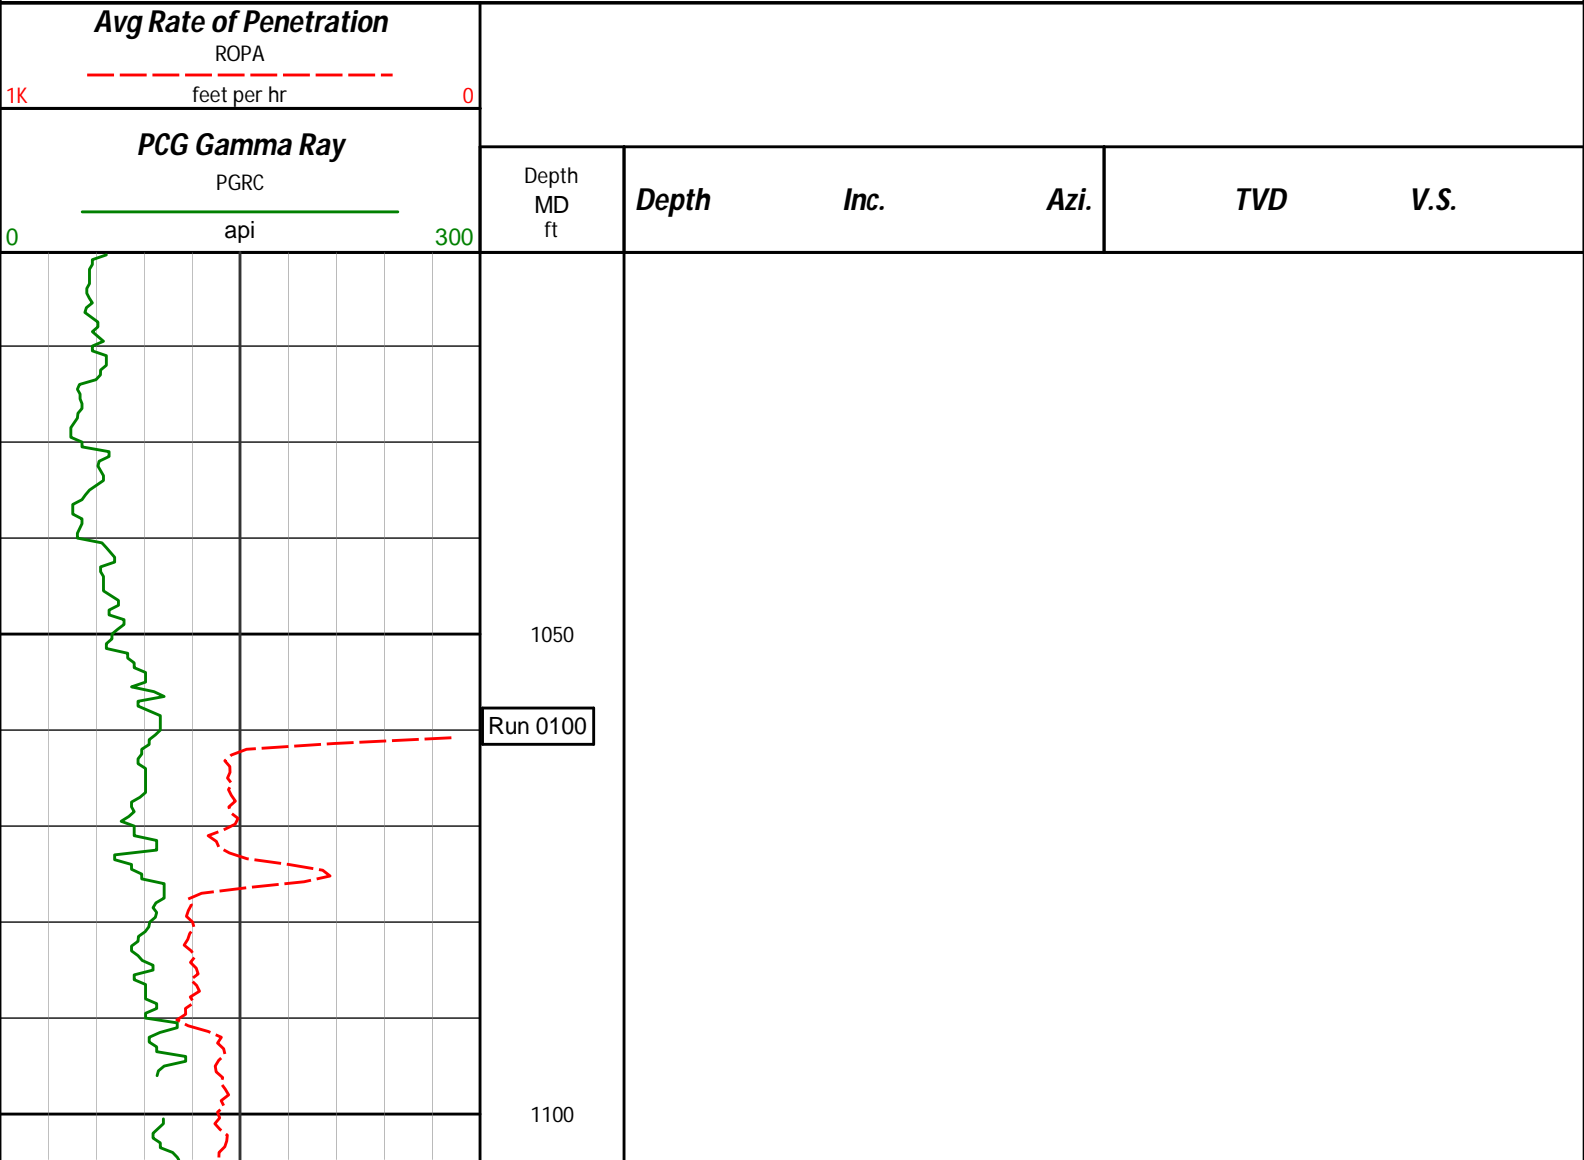 Avg Rate of Penetration
ROPA
1K feet per hr 0
PCG Gamma Ray
PGRC
0 api 300
Depth
MD
ft
Depth Inc. Azi. TVD V.S.
1050
Run 0100
1100